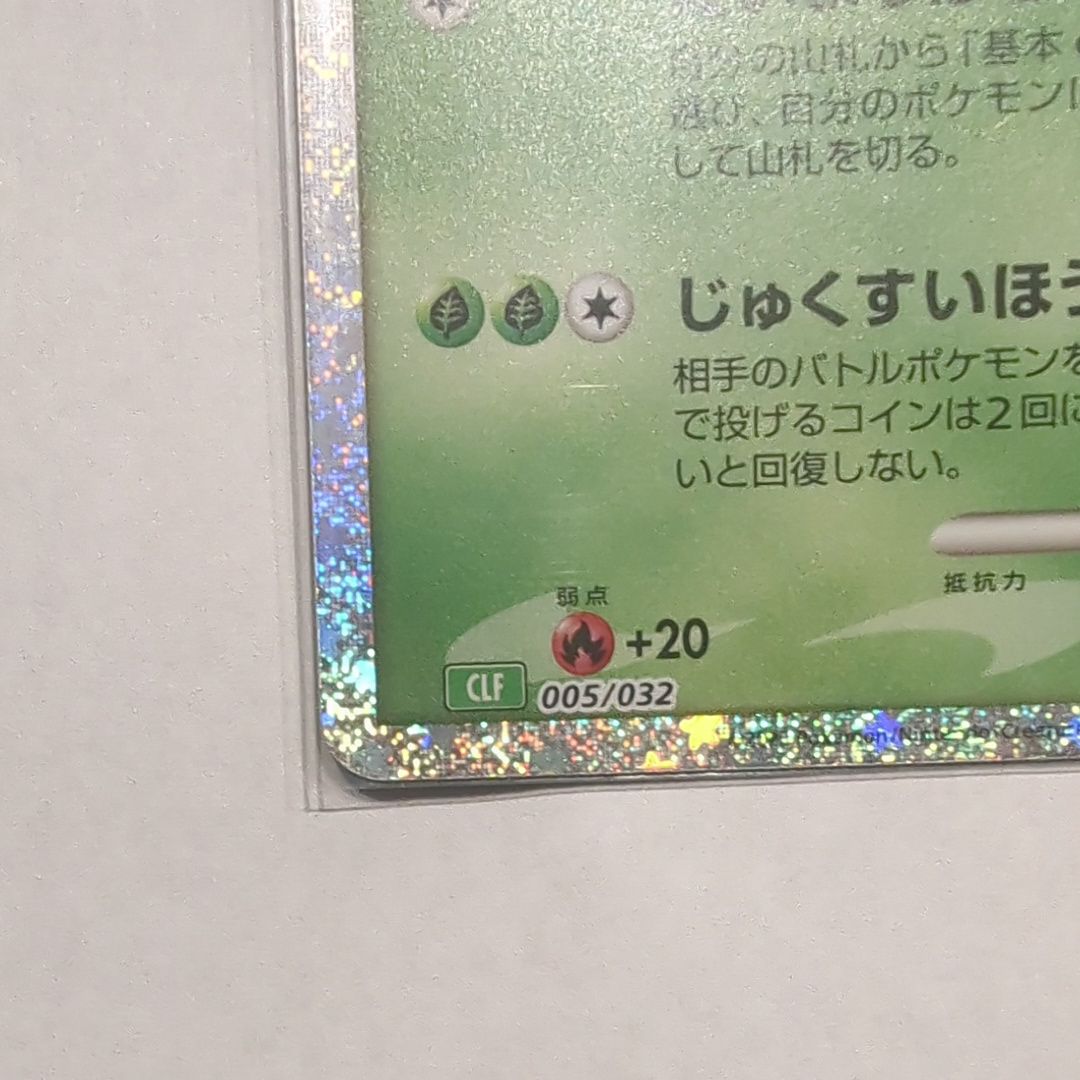 自分の山札から「基本
選び、自分のポケモンに
して山札を切る。
じゅくすいほう
相手のバトルポケモンを
で投げるコインは2回に
いと回復しない。
抵抗力
弱点
+20
CLF 005/032